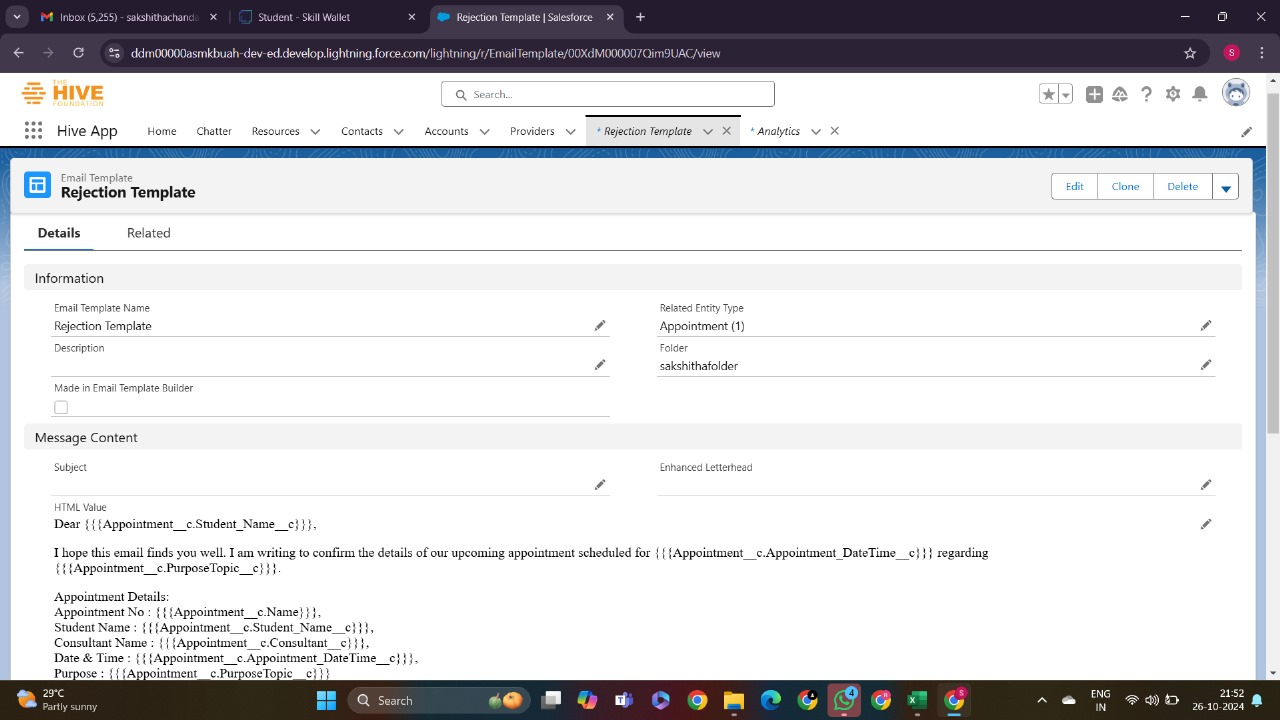 Inbox (5,255) - sakshithachanda
Student - Skill Wallet
Rejection Template | Salesforce
ddm00000asmkbuah-dev-ed.develop.lightning.force.com/lightning/r/EmailTemplate/00XdM000007Qim9UAC/view
S
THE
HIVE
FOUNDATION
Search...
Hive App
Home
Chatter
Resources
Contacts
Accounts
Providers
* Rejection Template
* Analytics
Email Template
Rejection Template
Edit
Clone
Delete
Details
Related
Information
Email Template Name
Rejection Template
Related Entity Type
Appointment (1)
Description
Folder
sakshithafolder
Made in Email Template Builder
Message Content
Subject
Enhanced Letterhead
HTML Value
Dear {{{Appointment__c.Student_Name__c}}},
I hope this email finds you well. I am writing to confirm the details of our upcoming appointment scheduled for {{{Appointment__c.Appointment_DateTime__c}}} regarding
{{{Appointment__c.PurposeTopic__c}}}.
Appointment Details:
Appointment No : {{{Appointment__c.Name}}},
Student Name : {{{Appointment__c.Student_Name__c}}},
Consultant Name : {{{Appointment__c.Consultant__c}}},
Date & Time : {{{Appointment__c.Appointment_DateTime__c}}},
Purpose : {{{Appointment__c.PurposeTopic__c}}}
29°C
Partly sunny
Search
4
ENG
IN
21:52
26-10-2024